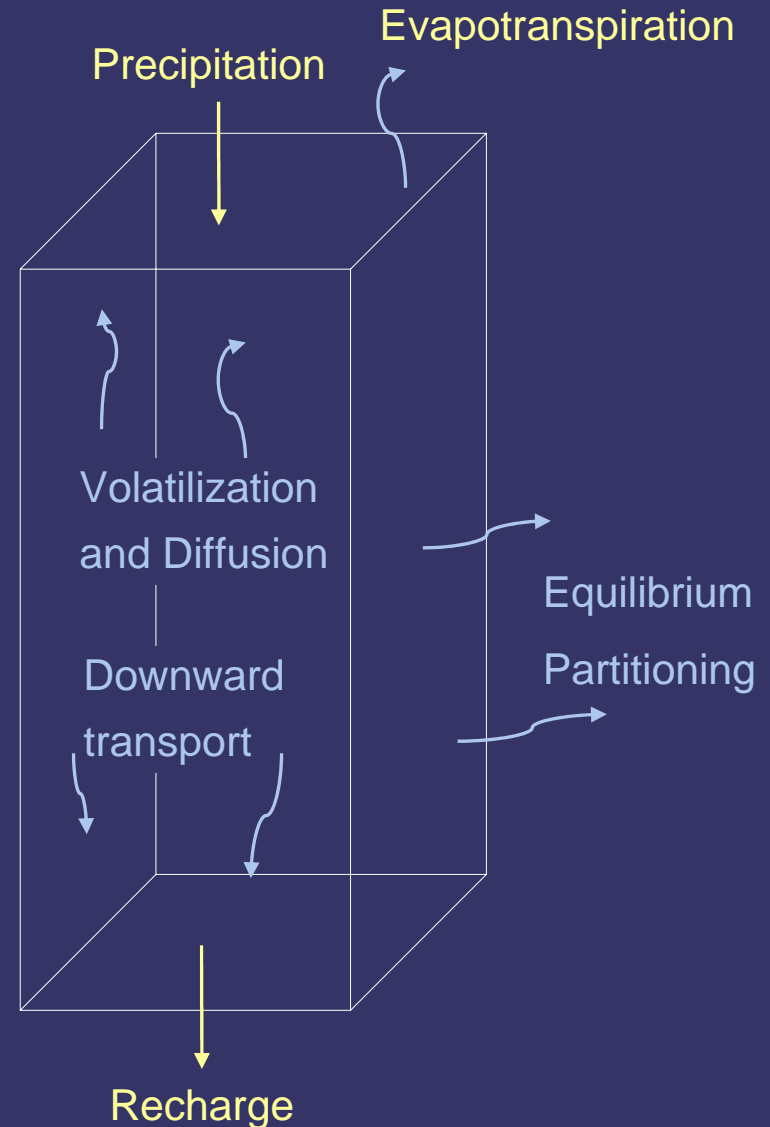 Evapotranspiration
Precipitation
Volatilization
and Diffusion
Equilibrium
Partitioning
Downward
transport
Recharge